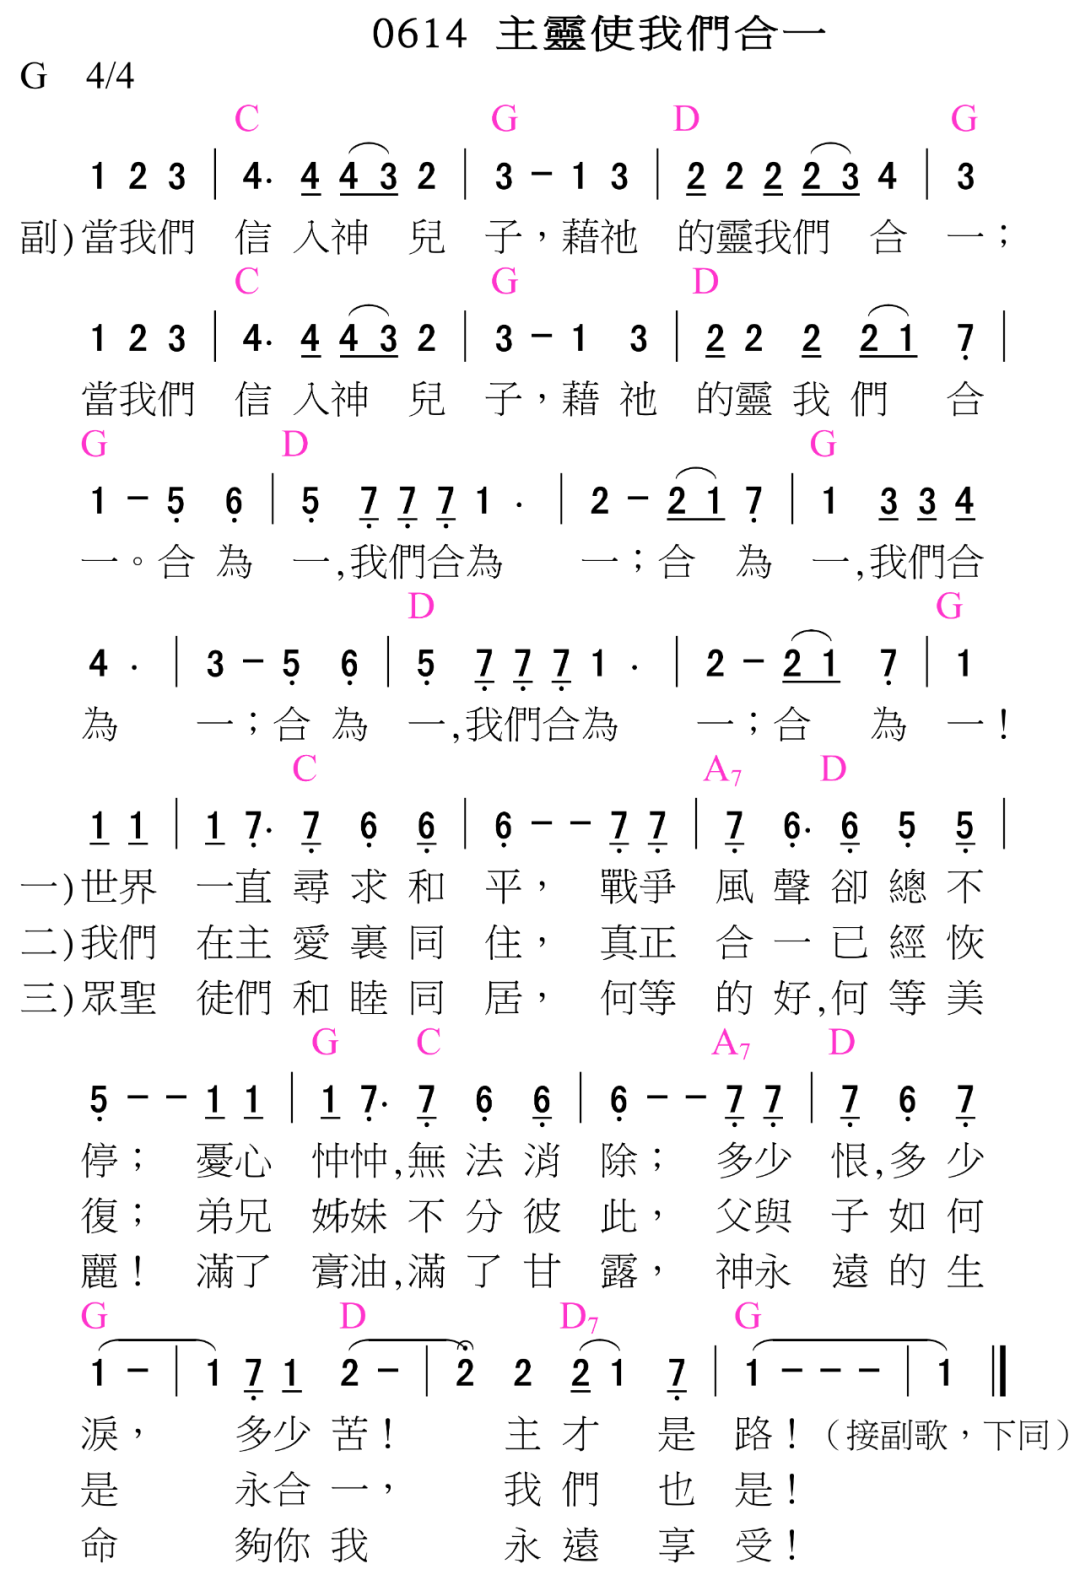 0614 主靈使我們合一
G 4/4
C G D G
1 2 3 | 4. 4 4 3 2 | 3 - 1 3 | 2 2 2 2 3 4 | 3
副)當我們 信 入神 兒 子，藉祂 的靈我們 合 一；
C G D
1 2 3 | 4. 4 4 3 2 | 3 - 1 3 | 2 2 2 2 1 7 |
當我們 信 入神 兒 子，藉 祂 的靈 我 們 合
G D G
1 - 5 6 | 5 7 7 7 1 . | 2 - 2 1 7 | 1 3 3 4
一。合 為 一,我們合為 一；合 為 一,我們合
D G
4 . | 3 - 5 6 | 5 7 7 7 1 . | 2 - 2 1 7 | 1
為 一；合 為 一,我們合為 一；合 為 一！
C A7 D
1 1 | 1 7. 7 6 6 | 6 - - 7 7 | 7 6. 6 5 5 |
一)世界 一直 尋 求 和 平， 戰爭 風 聲 卻 總 不
二)我們 在主 愛 裏 同 住， 真正 合 一 已 經 恢
三)眾聖 徒們 和 睦 同 居， 何等 的 好,何 等 美
G C A7 D
5 - - 1 1 | 1 7. 7 6 6 | 6 - - 7 7 | 7 6 7
停； 憂心 忡忡,無 法 消 除； 多少 恨,多 少
復； 弟兄 姊妹 不 分 彼 此， 父與 子 如 何
麗！ 滿了 膏油,滿 了 甘 露， 神永 遠 的 生
G D D7 G
1 - | 1 7 1 2 - | 2 2 2 1 7 | 1 - - - | 1
淚， 多少 苦！ 主 才 是 路！（接副歌，下同）
是 永合 一， 我 們 也 是！
命 夠你 我 永 遠 享 受！